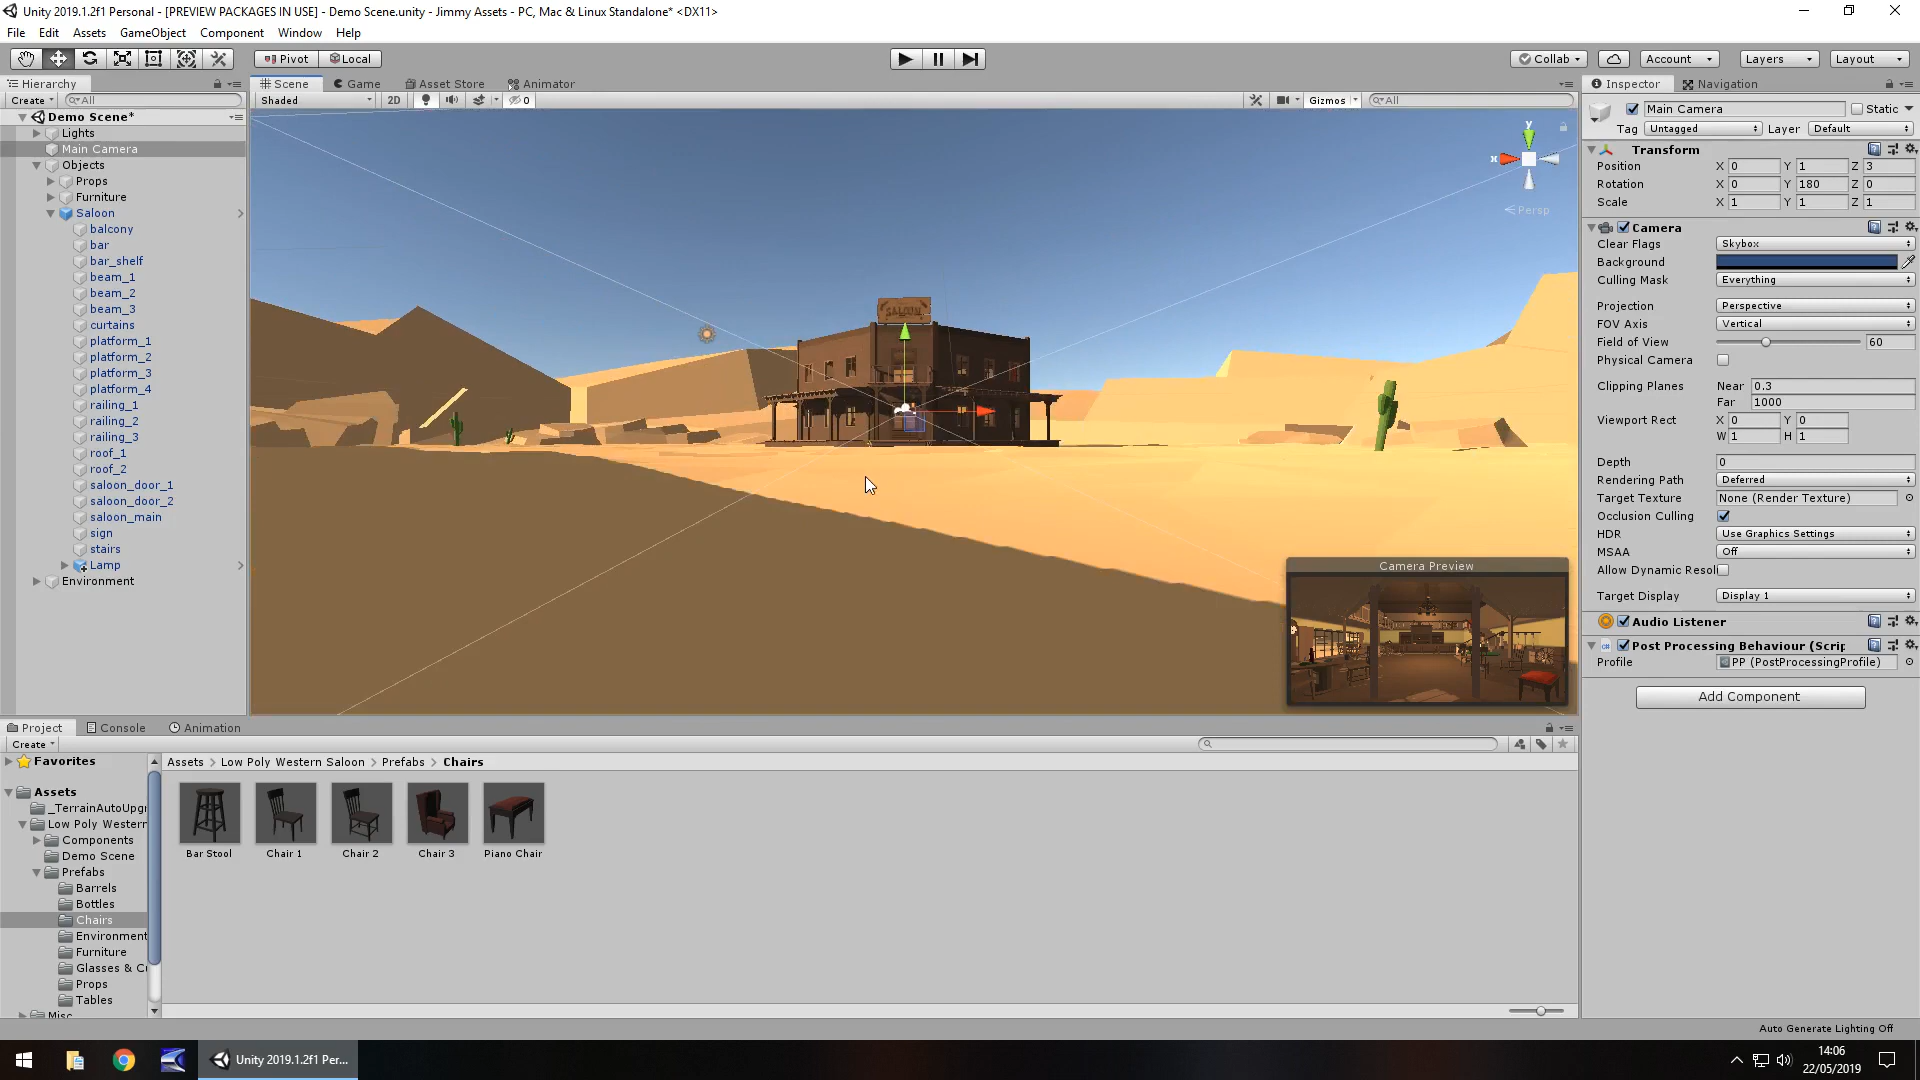 Unity 2019.1.2f1 Personal - [PREVIEW PACKAGES IN USE] - Demo Scene.unity - Jimmy Assets - PC, Mac & Linux Standalone* <DX11>
File Edit Assets GameObject Component Window Help
Pivot Local Collab Account Layers Layout
Hierarchy
Create All
Demo Scene*
Lights
Main Camera
Objects
Props
Furniture
Saloon
balcony
bar
bar_shelf
beam_1
beam_2
beam_3
curtains
platform_1
platform_2
platform_3
platform_4
railing_1
railing_2
railing_3
roof_1
roof_2
saloon_door_1
saloon_door_2
saloon_main
sign
stairs
Lamp
Environment
Scene Game Asset Store Animator
Shaded 2D 0 Gizmos All
y
x
Persp
SALOON
Camera Preview
Inspector Navigation
Main Camera Static
Tag Untagged Layer Default
Transform
Position X 0 Y 1 Z 3
Rotation X 0 Y 180 Z 0
Scale X 1 Y 1 Z 1
Camera
Clear Flags Skybox
Background
Culling Mask Everything
Projection Perspective
FOV Axis Vertical
Field of View 60
Physical Camera
Clipping Planes Near 0.3
Far 1000
Viewport Rect X 0 Y 0
W 1 H 1
Depth 0
Rendering Path Deferred
Target Texture None (Render Texture)
Occlusion Culling
HDR Use Graphics Settings
MSAA Off
Allow Dynamic Resol
Target Display Display 1
Audio Listener
Post Processing Behaviour (Scrip
Profile PP (PostProcessingProfile)
Add Component
Project Console Animation
Create
Favorites
Assets
_TerrainAutoUpgr
Low Poly Western
Components
Demo Scene
Prefabs
Barrels
Bottles
Chairs
Environment
Furniture
Glasses & Cu
Props
Tables
Misc
Assets > Low Poly Western Saloon > Prefabs > Chairs
Bar Stool Chair 1 Chair 2 Chair 3 Piano Chair
Auto Generate Lighting Off
Unity 2019.1.2f1 Per...
14:06
22/05/2019